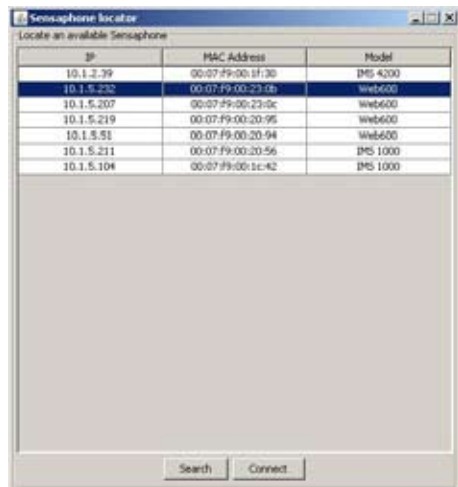 Sensaphone locator
Locate an available Sensaphone
IP MAC Address Model
10.1.2.39 00:07:f9:00:1f:30 IMS 4200
10.1.5.232 00:07:f9:00:23:0b Web600
10.1.5.207 00:07:f9:00:23:0c Web600
10.1.5.219 00:07:f9:00:20:95 Web600
10.1.5.51 00:07:f9:00:20:94 Web600
10.1.5.211 00:07:f9:00:20:56 IMS 1000
10.1.5.104 00:07:f9:00:1c:42 IMS 1000
Search Connect